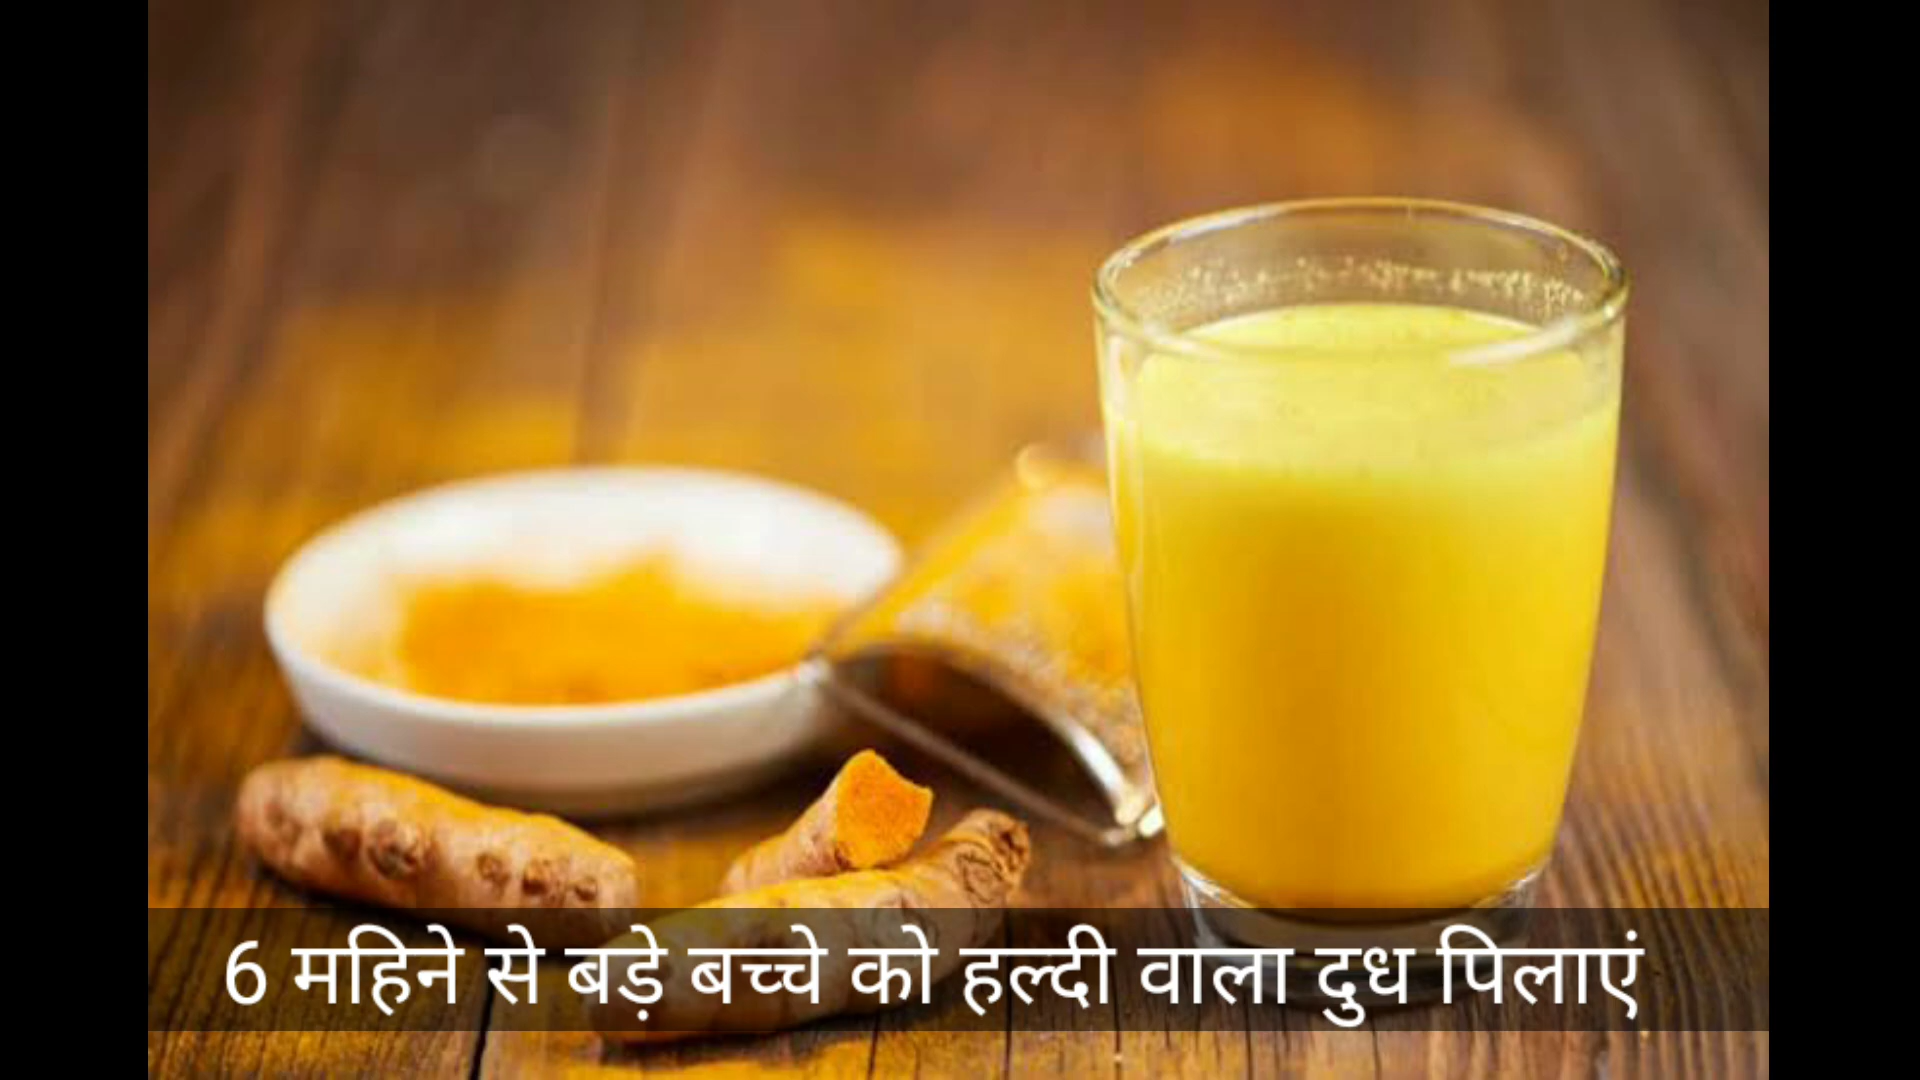 6 महिने से बड़े बच्चे को हल्दी वाला दुध पिलाएं